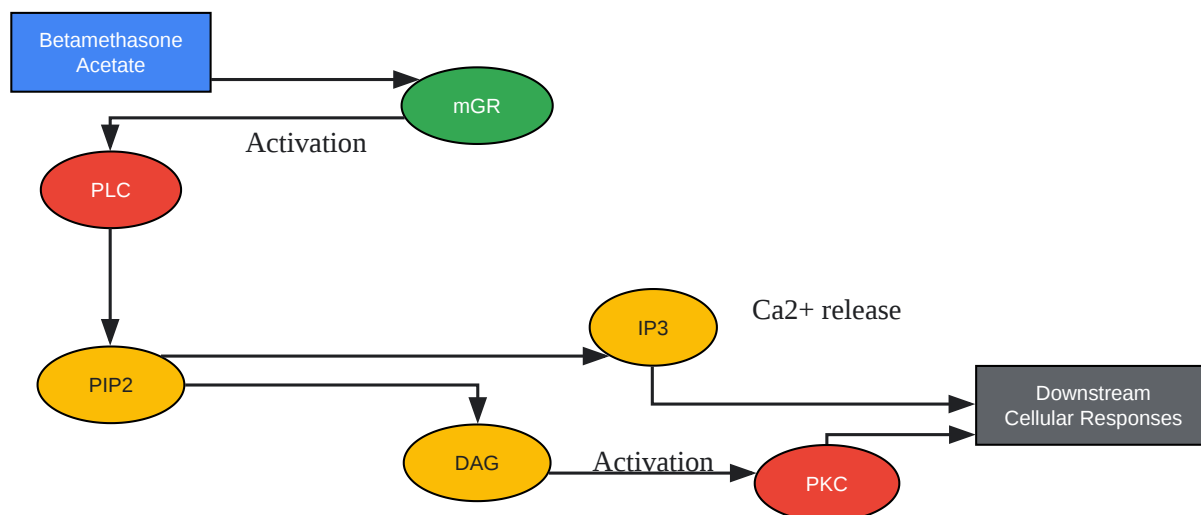 Betamethasone
Acetate
mGR
Activation
PLC
IP3
Ca2+ release
PIP2
Downstream
Cellular Responses
DAG
Activation
PKC